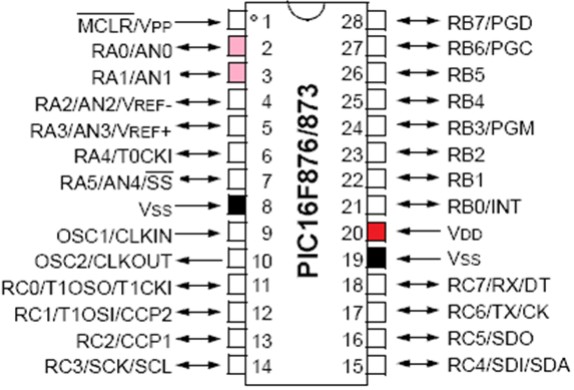 MCLR/VPP 1 28 RB7/PGD
RA0/AN0 2 27 RB6/PGC
RA1/AN1 3 26 RB5
RA2/AN2/VREF- 4 25 RB4
RA3/AN3/VREF+ 5 24 RB3/PGM
RA4/T0CKI 6 23 RB2
RA5/AN4/SS 7 22 RB1
VSS 8 21 RB0/INT
OSC1/CLKIN 9 20 VDD
OSC2/CLKOUT 10 19 VSS
RC0/T1OSO/T1CKI 11 18 RC7/RX/DT
RC1/T1OSI/CCP2 12 17 RC6/TX/CK
RC2/CCP1 13 16 RC5/SDO
RC3/SCK/SCL 14 15 RC4/SDI/SDA
PIC16F876/873